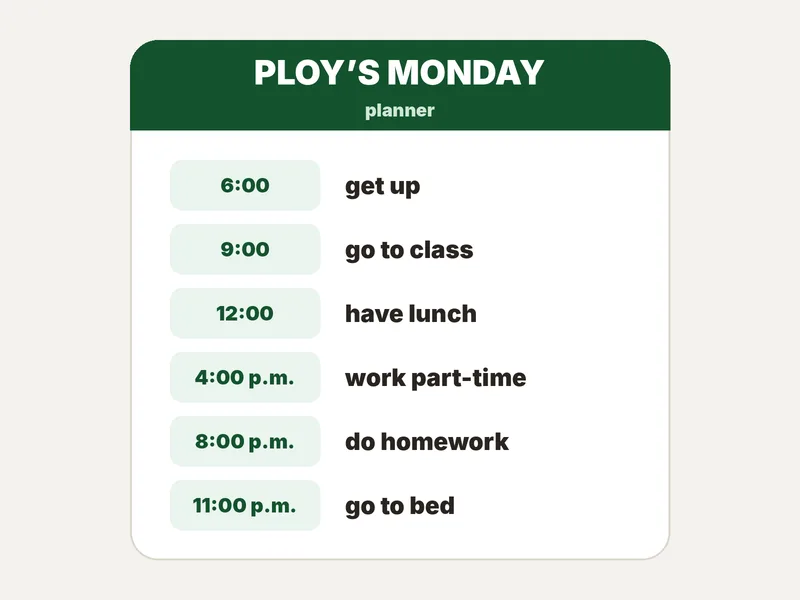 PLOY’S MONDAY
planner
6:00 get up
9:00 go to class
12:00 have lunch
4:00 p.m. work part-time
8:00 p.m. do homework
11:00 p.m. go to bed